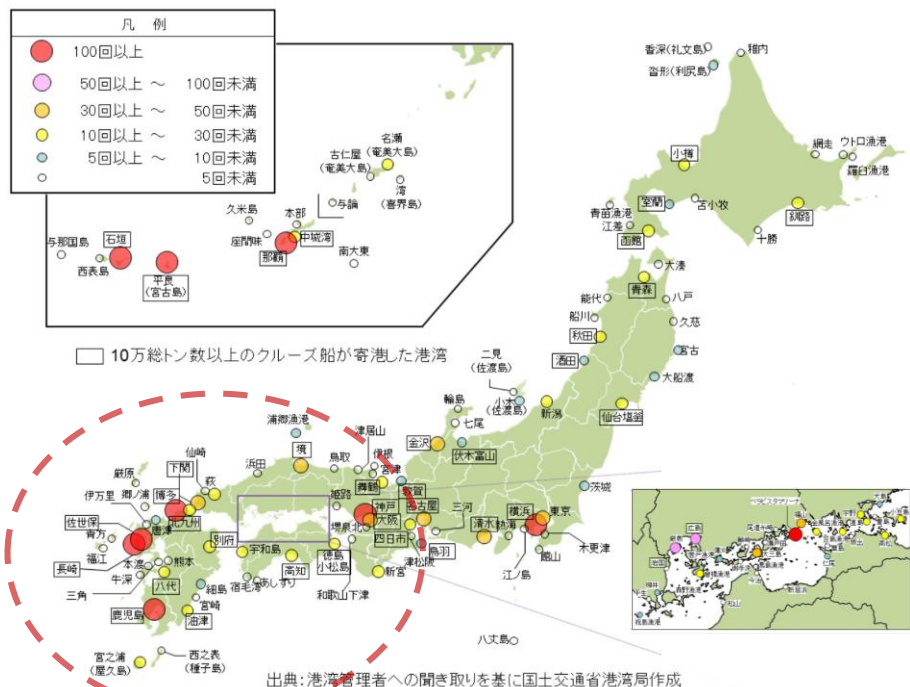 凡 例
100回以上
50回以上 ～ 100回未満
30回以上 ～ 50回未満
10回以上 ～ 30回未満
5回以上 ～ 10回未満
5回未満
名瀬
(奄美大島)
古仁屋
(奄美大島)
湾
(喜界島)
与論
久米島
本部
座間味
中城湾
那覇
南大東
与那国島
石垣
西表島
平良
(宮古島)
10万総トン数以上のクルーズ船が寄港した港湾
香深(礼文島)
稚内
沓形(利尻島)
小樽
網走
ウトロ漁港
羅臼漁港
室蘭
苫小牧
釧路
青苗漁港
江差
函館
十勝
大湊
青森
能代
八戸
船川
久慈
秋田
宮古
酒田
大船渡
二見
(佐渡島)
小木
(佐渡島)
新潟
仙台塩釜
輪島
七尾
金沢
伏木富山
茨城
浦郷漁港
境
浜田
鳥取
津居山
伊根
宮津
舞鶴
敦賀
仙崎
萩
下関
厳原
博多
郷ノ浦
伊万里
北九州
唐津
佐世保
青方
福江
長崎
本渡
牛深
熊本
三角
八代
鹿児島
別府
宇和島
高知
細島
宿毛湾
あしずり
宮崎
油津
宮之浦
(屋久島)
西之表
(種子島)
姫路
神戸
大阪
堺泉北
徳島
小松島
和歌山下津
新宮
名古屋
四日市
津松阪
鳥羽
三河
清水
熱海
横浜
東京
木更津
館山
江ノ島
八丈島
広島
福山
尾道糸崎
仁尾
松山
新居浜
出典:港湾管理者への聞き取りを基に国土交通省港湾局作成